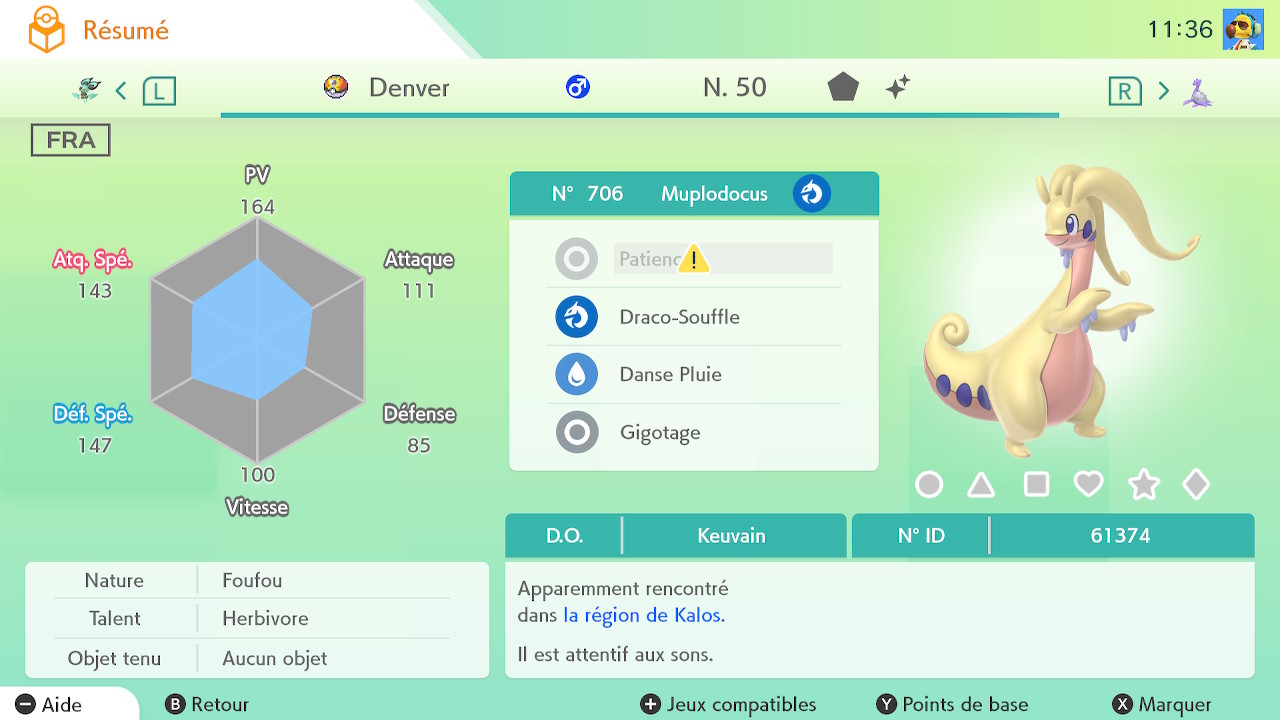 Résumé
11:36
L
Denver
N. 50
R
FRA
PV
164
Atq. Spé.
143
Attaque
111
Déf. Spé.
147
Défense
85
100
Vitesse
N° 706 Muplodocus
Patienc
!
Draco-Souffle
Danse Pluie
Gigotage
D.O. Keuvain
N° ID 61374
Nature Foufou
Talent Herbivore
Objet tenu Aucun objet
Apparemment rencontré
dans la région de Kalos.
Il est attentif aux sons.
Aide
B Retour
Jeux compatibles
Y Points de base
X Marquer